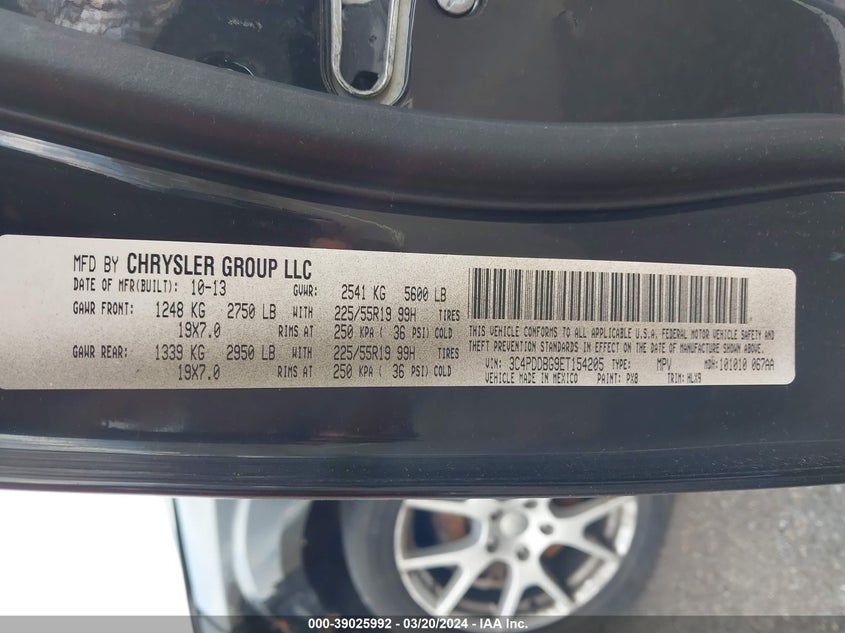 MFD BY CHRYSLER GROUP LLC
DATE OF MFR(BUILT): 10-13 GVWR: 2541 KG 5600 LB
GAWR FRONT: 1248 KG 2750 LB WITH 225/55R19 99H TIRES
19X7.0 RIMS AT 250 KPA ( 36 PSI) COLD
GAWR REAR: 1339 KG 2950 LB WITH 225/55R19 99H TIRES
19X7.0 RIMS AT 250 KPA ( 36 PSI) COLD
THIS VEHICLE CONFORMS TO ALL APPLICABLE U.S.A. FEDERAL MOTOR VEHICLE SAFETY AND
THEFT PREVENTION STANDARDS IN EFFECT ON THE DATE OF MANUFACTURE SHOWN ABOVE.
VIN: 3C4PDDBG9ET154205 TYPE: MPV MDH: 101010 067AA
VEHICLE MADE IN MEXICO PAINT: PX8 TRIM: HLX9
000-39025992 — 03/20/2024 — IAA Inc.